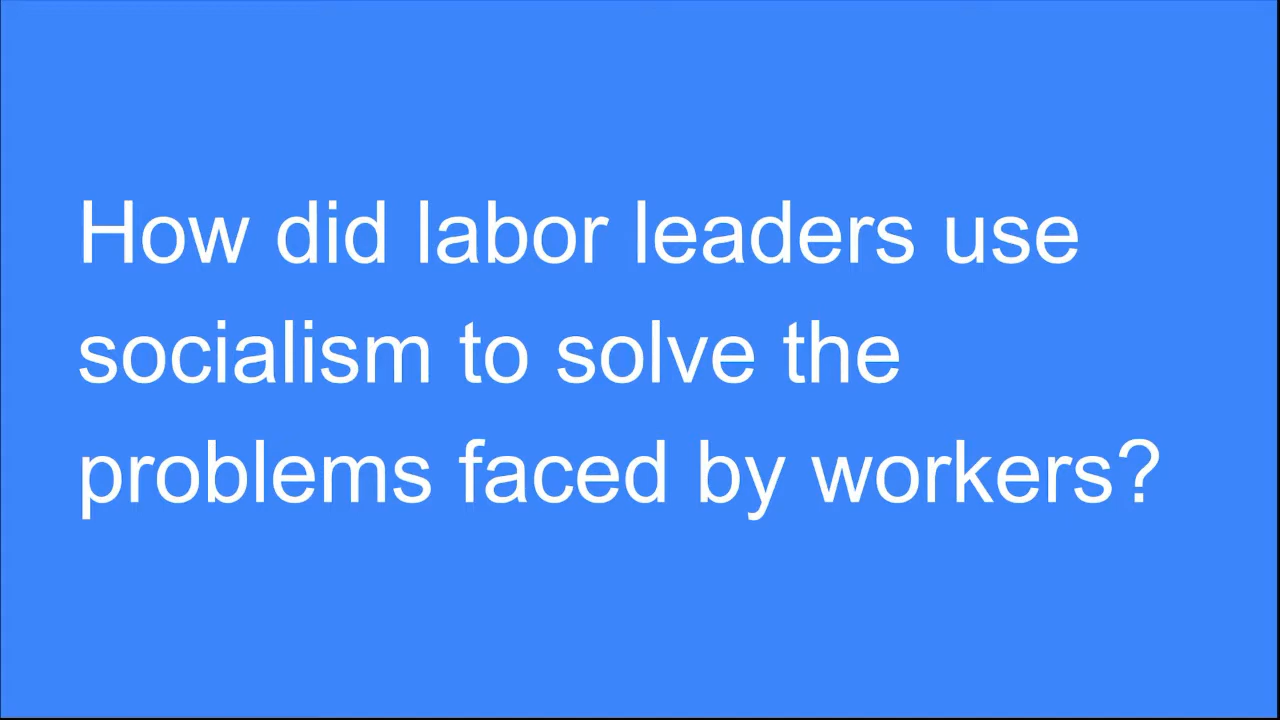 How did labor leaders use
socialism to solve the
problems faced by workers?